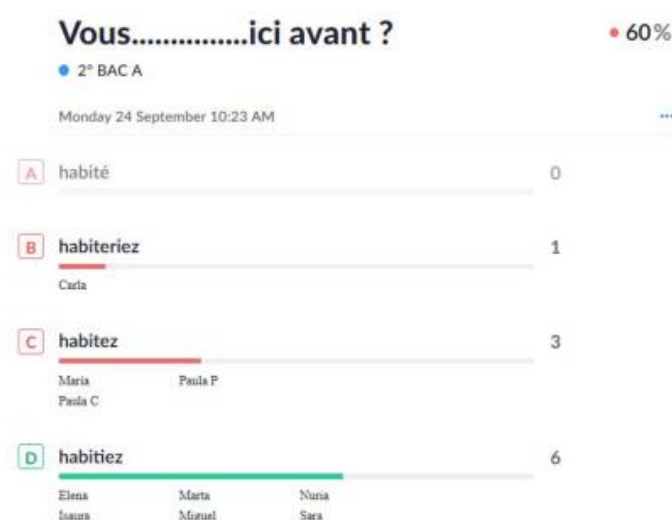 Vous...............ici avant ?
60%
2° BAC A
Monday 24 September 10:23 AM
...
A habité 0
B habiteriez 1
Carla
C habitez 3
Maria Paula P
Paula C
D habitiez 6
Elena Marta Nuria
Isaura Miguel Sara